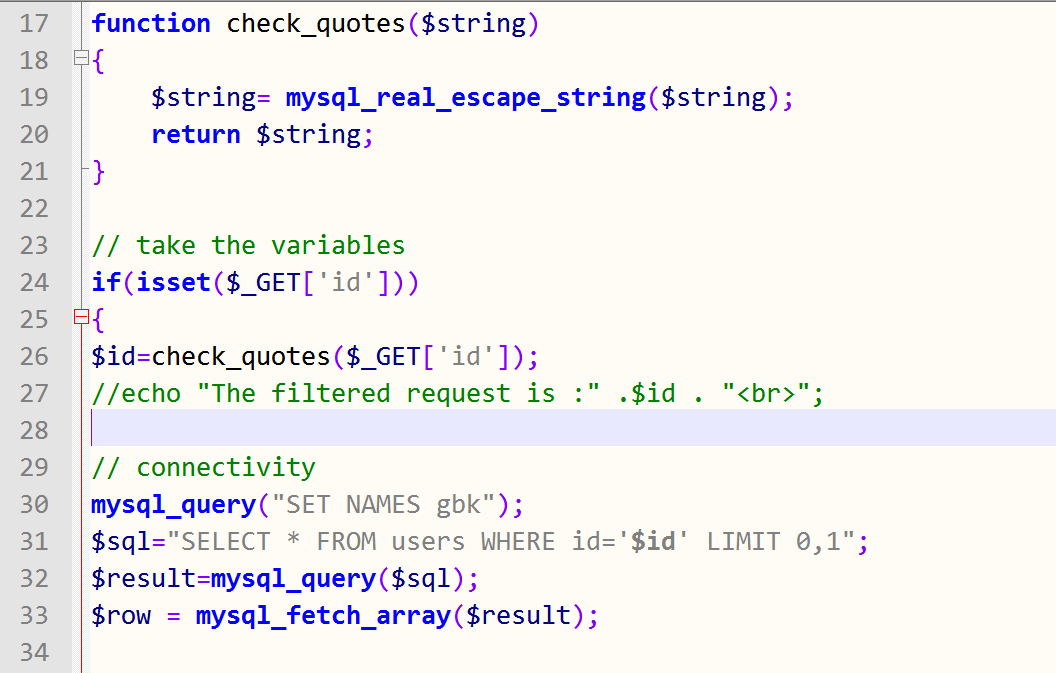 17 function check_quotes($string)
18 {
19     $string= mysql_real_escape_string($string);
20     return $string;
21 }
22
23 // take the variables
24 if(isset($_GET['id']))
25 {
26 $id=check_quotes($_GET['id']);
27 //echo "The filtered request is :" .$id . "<br>";
28
29 // connectivity
30 mysql_query("SET NAMES gbk");
31 $sql="SELECT * FROM users WHERE id='$id' LIMIT 0,1";
32 $result=mysql_query($sql);
33 $row = mysql_fetch_array($result);
34